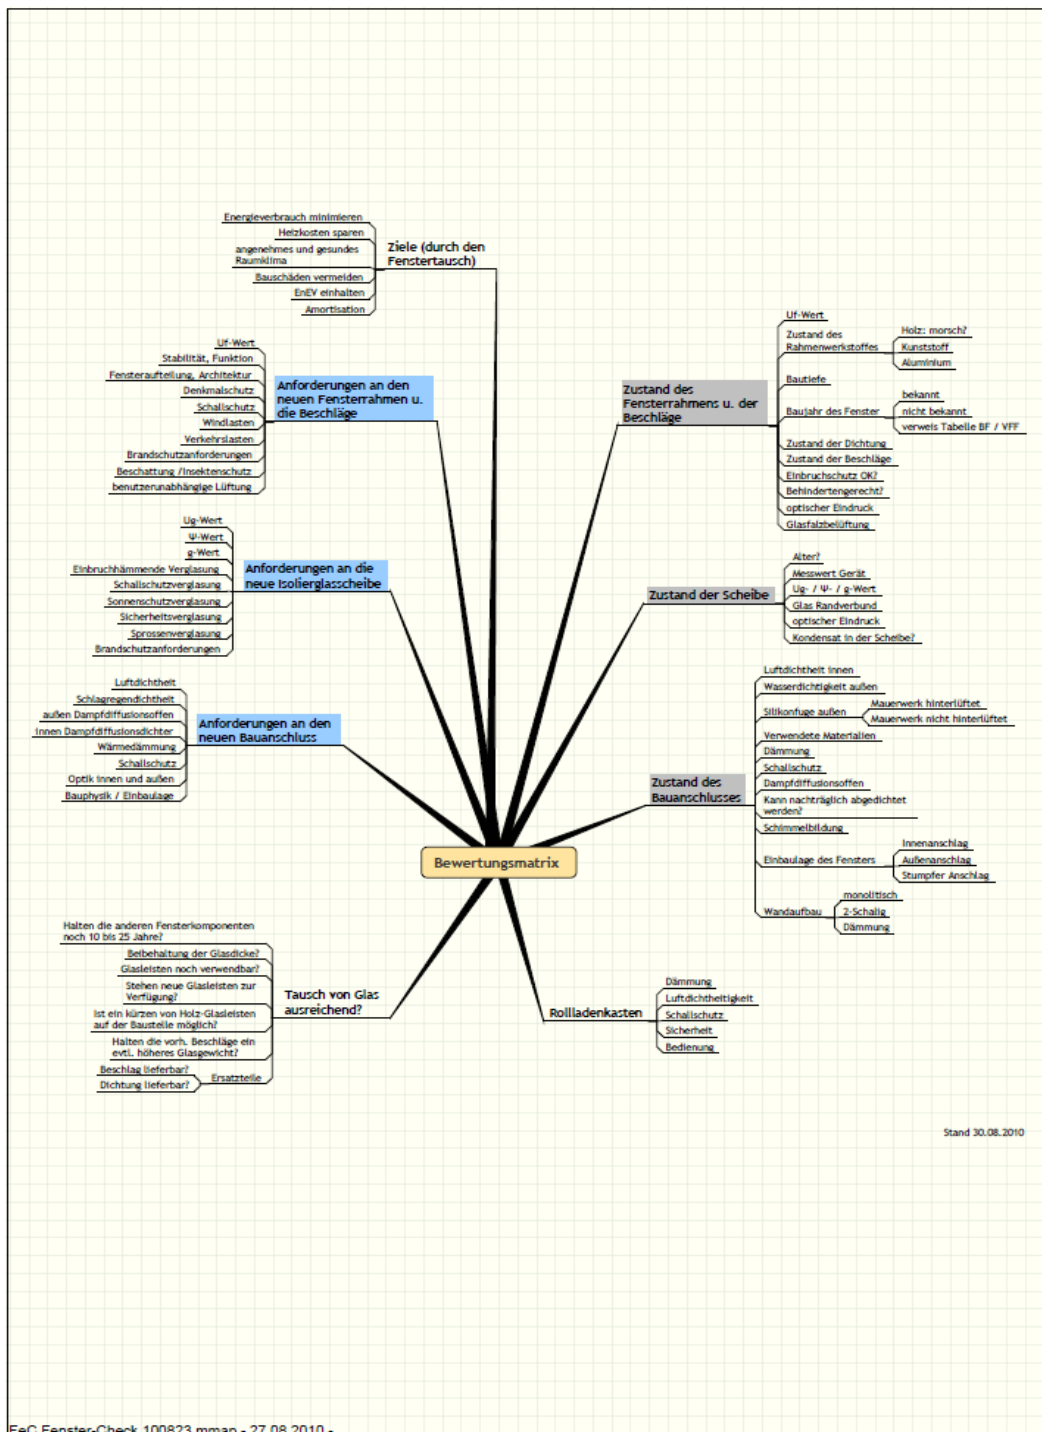 Energieverbrauch minimieren
Heizkosten sparen
angenehmes und gesundes
Raumklima
Bauschäden vermeiden
EnEV einhalten
Amortisation
Ziele (durch den
Fenstertausch)
Uf-Wert
Stabilität, Funktion
Fensteraufteilung, Architektur
Denkmalschutz
Schallschutz
Windlasten
Verkehrslasten
Brandschutzanforderungen
Beschattung /Insektenschutz
benutzerunabhängige Lüftung
Anforderungen an den
neuen Fensterrahmen u.
die Beschläge
Ug-Wert
Ψ-Wert
g-Wert
Einbruchhämmende Verglasung
Schallschutzverglasung
Sonnenschutzverglasung
Sicherheitsverglasung
Sprossenverglasung
Brandschutzanforderungen
Anforderungen an die
neue Isolierglasscheibe
Luftdichtheit
Schlagregendichtheit
außen Dampfdiffusionsoffen
innen Dampfdiffusionsdichter
Wärmedämmung
Schallschutz
Optik innen und außen
Bauphysik / Einbaulage
Anforderungen an den
neuen Bauanschluss
Bewertungsmatrix
Halten die anderen Fensterkomponenten
noch 10 bis 25 Jahre?
Beibehaltung der Glasdicke?
Glasleisten noch verwendbar?
Stehen neue Glasleisten zur
Verfügung?
Ist ein kürzen von Holz-Glasleisten
auf der Baustelle möglich?
Halten die vorh. Beschläge ein
evtl. höheres Glasgewicht?
Beschlag lieferbar?
Dichtung lieferbar?
Ersatzteile
Tausch von Glas
ausreichend?
Zustand des
Fensterrahmens u. der
Beschläge
Uf-Wert
Zustand des
Rahmenwerkstoffes
Holz: morsch?
Kunststoff
Aluminium
Bautiefe
Baujahr des Fenster
bekannt
nicht bekannt
verweis Tabelle BF / VFF
Zustand der Dichtung
Zustand der Beschläge
Einbruchschutz OK?
Behindertengerecht?
optischer Eindruck
Glasfalzbelüftung
Zustand der Scheibe
Alter?
Messwert Gerät
Ug- / Ψ- / g-Wert
Glas Randverbund
optischer Eindruck
Kondensat in der Scheibe?
Zustand des
Bauanschlusses
Luftdichtheit innen
Wasserdichtigkeit außen
Silikonfuge außen
Mauerwerk hinterlüftet
Mauerwerk nicht hinterlüftet
Verwendete Materialien
Dämmung
Schallschutz
Dampfdiffusionsoffen
Kann nachträglich abgedichtet
werden?
Schimmelbildung
Einbaulage des Fensters
Innenanschlag
Außenanschlag
Stumpfer Anschlag
Wandaufbau
monolitisch
2-Schalig
Dämmung
Rollladenkasten
Dämmung
Luftdichtheitigkeit
Schallschutz
Sicherheit
Bedienung
Stand 30.08.2010
FeC Fenster-Check 100823.mmap - 27.08.2010 -